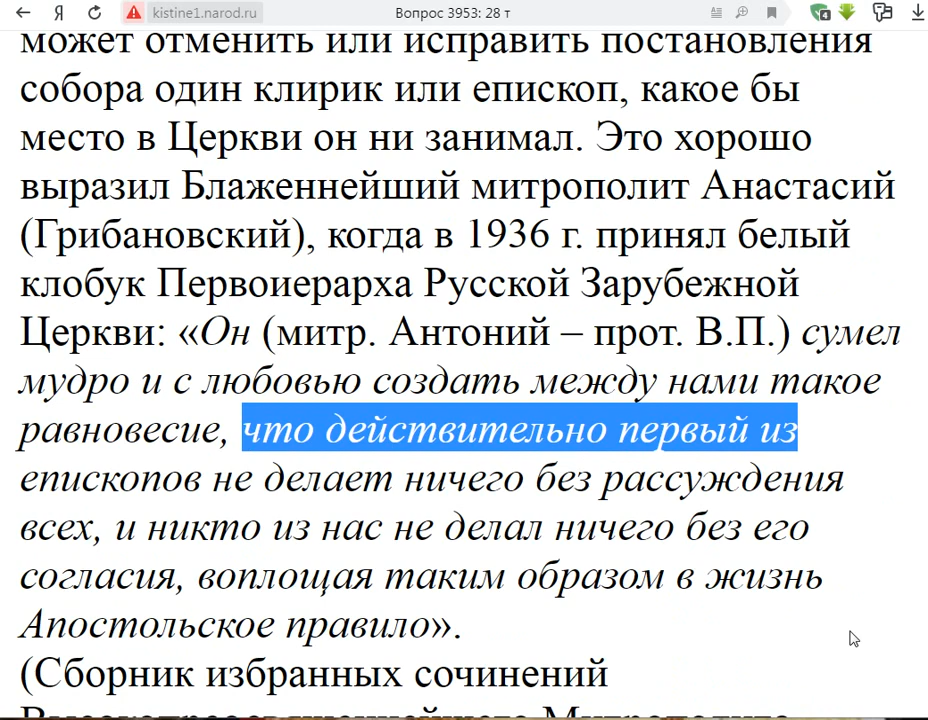 Я kistine1.narod.ru Вопрос 3953: 28 т 4
может отменить или исправить постановления
собора один клирик или епископ, какое бы
место в Церкви он ни занимал. Это хорошо
выразил Блаженнейший митрополит Анастасий
(Грибановский), когда в 1936 г. принял белый
клобук Первоиерарха Русской Зарубежной
Церкви: «Он (митр. Антоний – прот. В.П.) сумел
мудро и с любовью создать между нами такое
равновесие, что действительно первый из
епископов не делает ничего без рассуждения
всех, и никто из нас не делал ничего без его
согласия, воплощая таким образом в жизнь
Апостольское правило».
(Сборник избранных сочинений
Высокопреосвященнейшего Митрополита